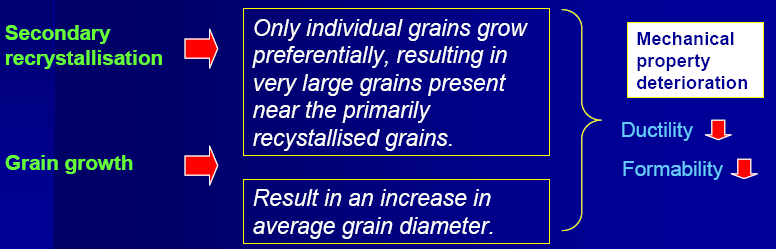 Secondary
recrystallisation
Only individual grains grow
preferentially, resulting in
very large grains present
near the primarily
recystallised grains.
Grain growth
Result in an increase in
average grain diameter.
Mechanical
property
deterioration
Ductility
Formability